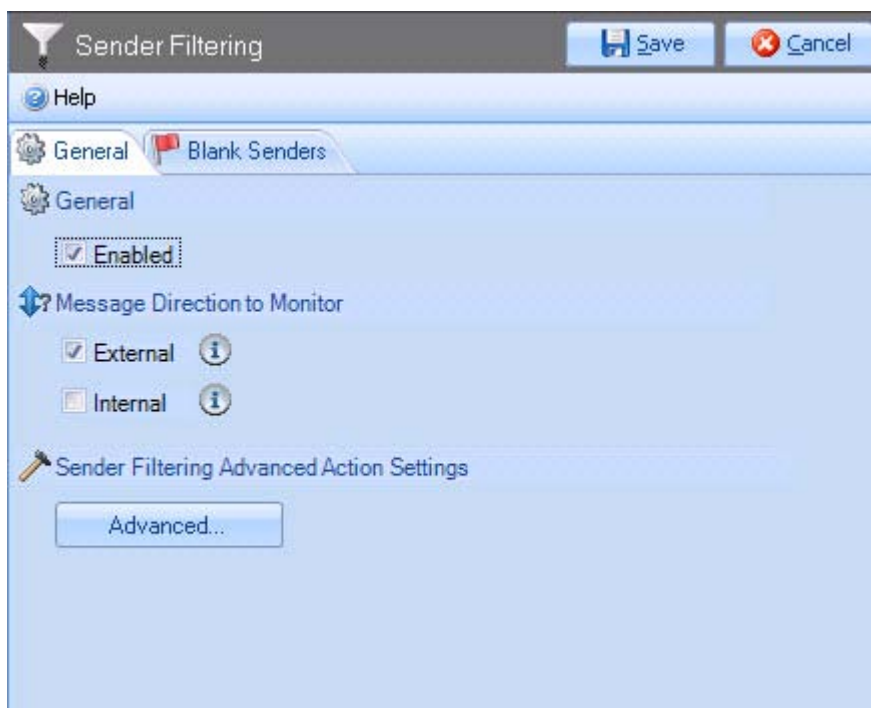 Sender Filtering
Save
Cancel
Help
General
Blank Senders
General
Enabled
Message Direction to Monitor
External
Internal
Sender Filtering Advanced Action Settings
Advanced...